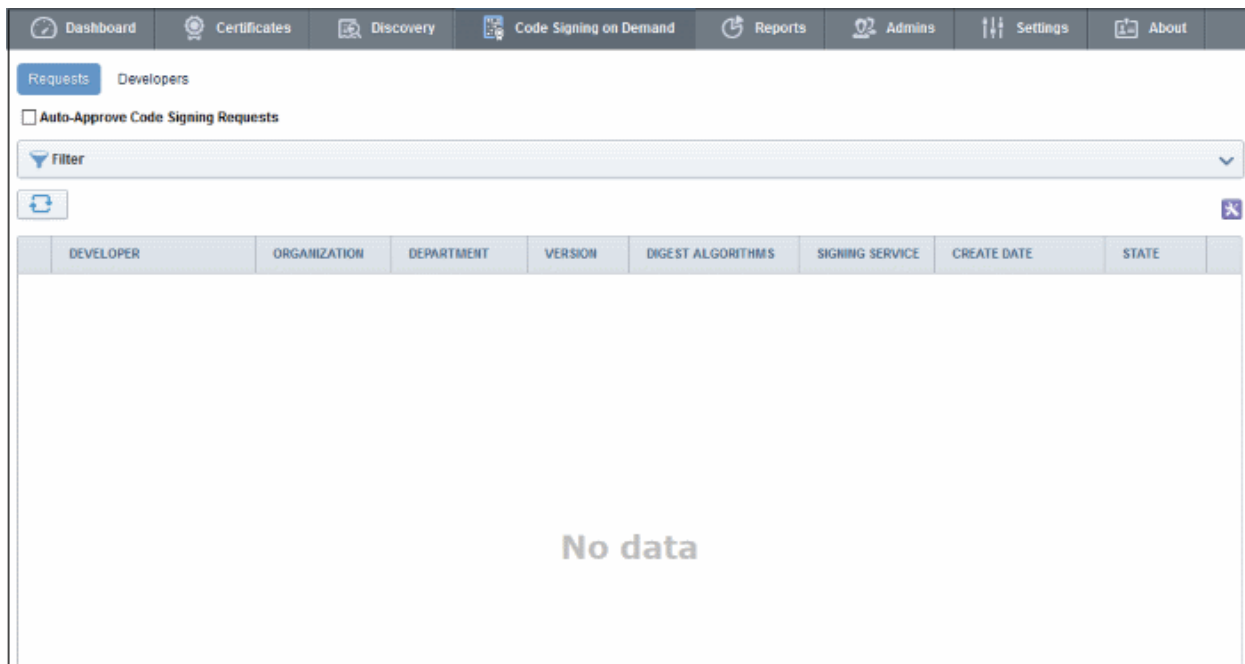 Dashboard Certificates Discovery Code Signing on Demand Reports Admins Settings About
Requests Developers
Auto-Approve Code Signing Requests
Filter
DEVELOPER ORGANIZATION DEPARTMENT VERSION DIGEST ALGORITHMS SIGNING SERVICE CREATE DATE STATE
No data